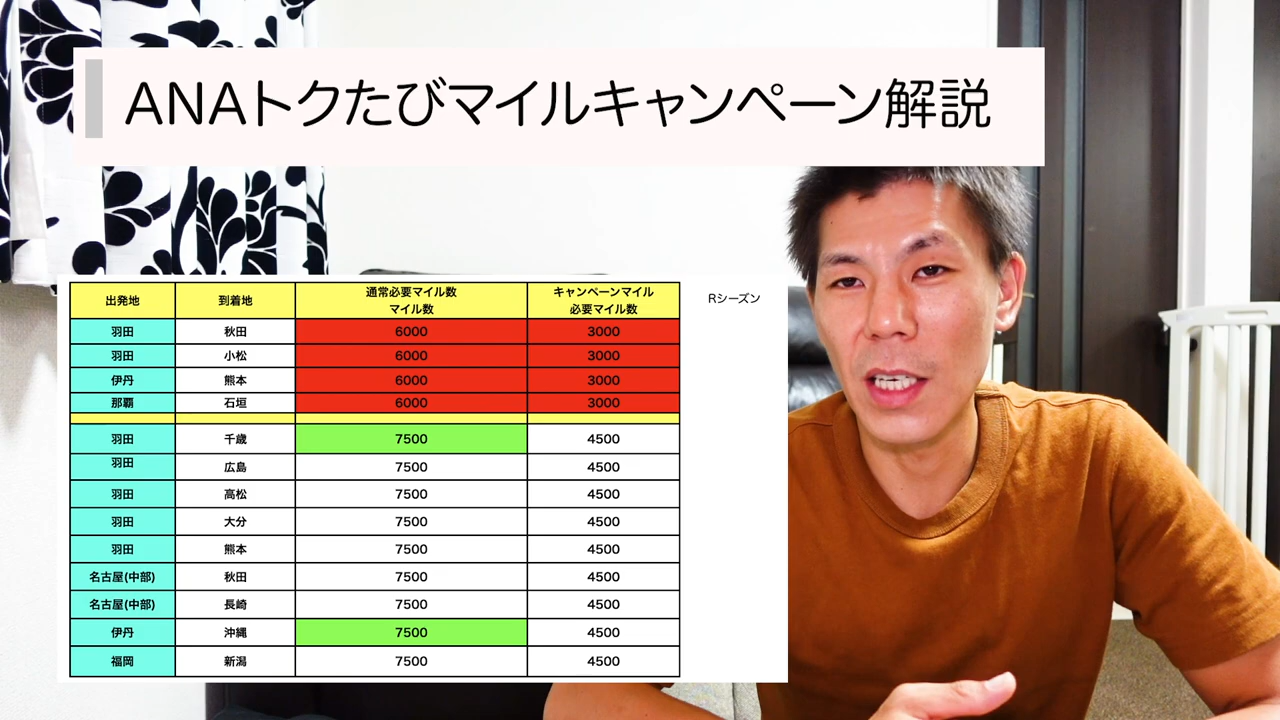 ANAトクたびマイルキャンペーン解説
出発地 到着地 通常必要マイル数 マイル数 キャンペーンマイル 必要マイル数 Rシーズン
羽田 秋田 6000 3000
羽田 小松 6000 3000
伊丹 熊本 6000 3000
那覇 石垣 6000 3000
羽田 千歳 7500 4500
羽田 広島 7500 4500
羽田 高松 7500 4500
羽田 大分 7500 4500
羽田 熊本 7500 4500
名古屋(中部) 秋田 7500 4500
名古屋(中部) 長崎 7500 4500
伊丹 沖縄 7500 4500
福岡 新潟 7500 4500